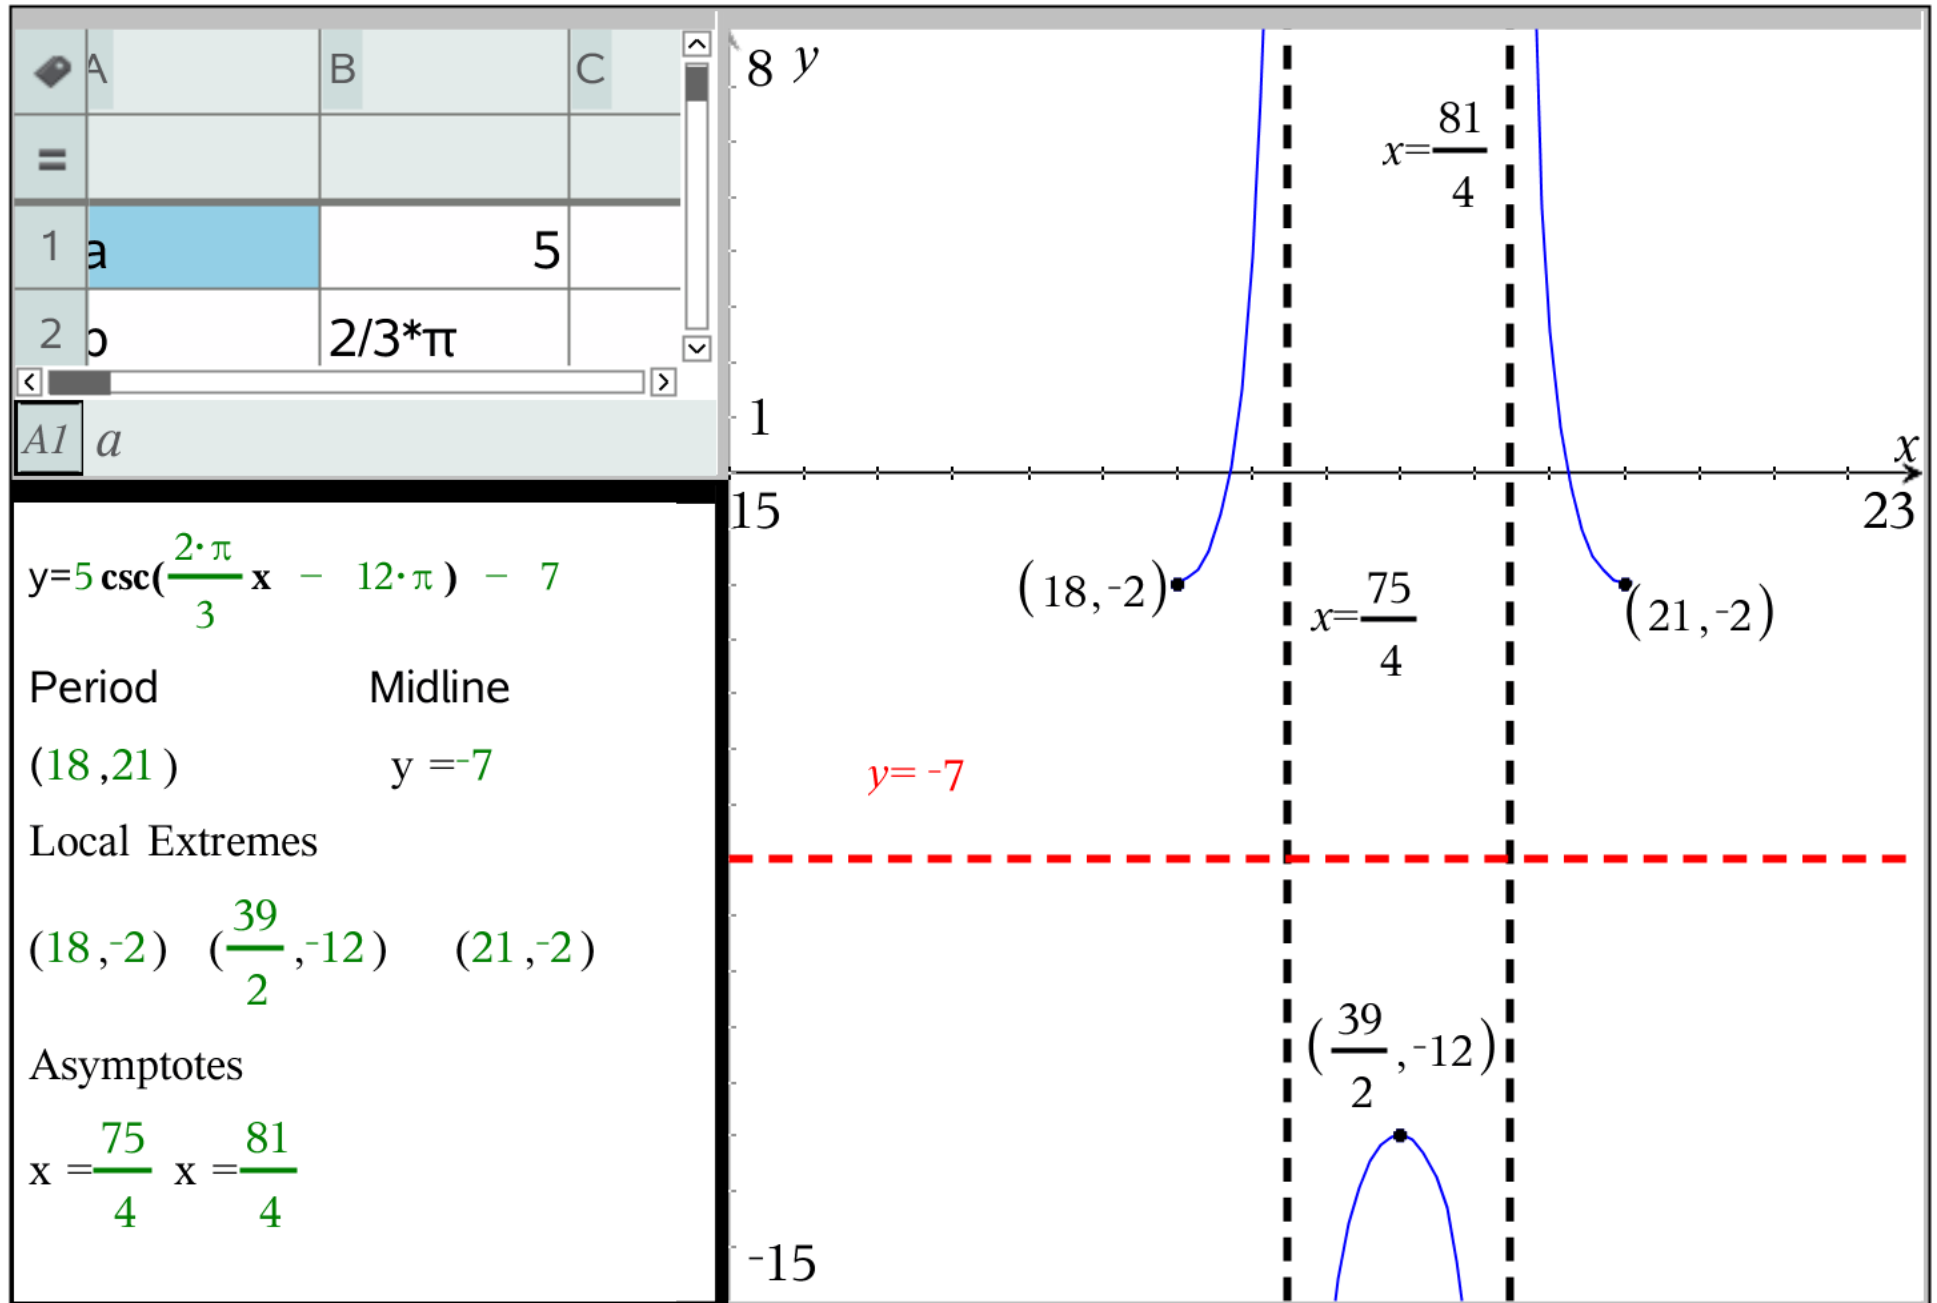 A B C
=
1 a 5
2 b 2/3*π
A1 a
y=5 csc(2·π/3 x − 12·π) − 7
Period Midline
(18,21) y =-7
Local Extremes
(18,-2) (39/2,-12) (21,-2)
Asymptotes
x =75/4 x =81/4
8 y
x=81/4
1
x
15 23
(18,-2)
x=75/4
(21,-2)
y= -7
(39/2,-12)
-15